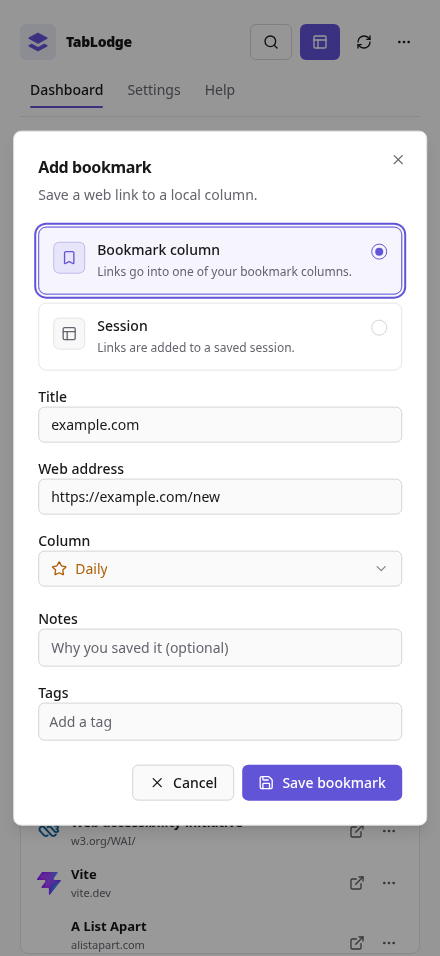 TabLodge
Dashboard Settings Help
Add bookmark
Save a web link to a local column.
Bookmark column
Links go into one of your bookmark columns.
Session
Links are added to a saved session.
Title
example.com
Web address
https://example.com/new
Column
Daily
Notes
Why you saved it (optional)
Tags
Add a tag
Cancel Save bookmark
Web accessibility initiative
w3.org/WAI/
Vite
vite.dev
A List Apart
alistapart.com